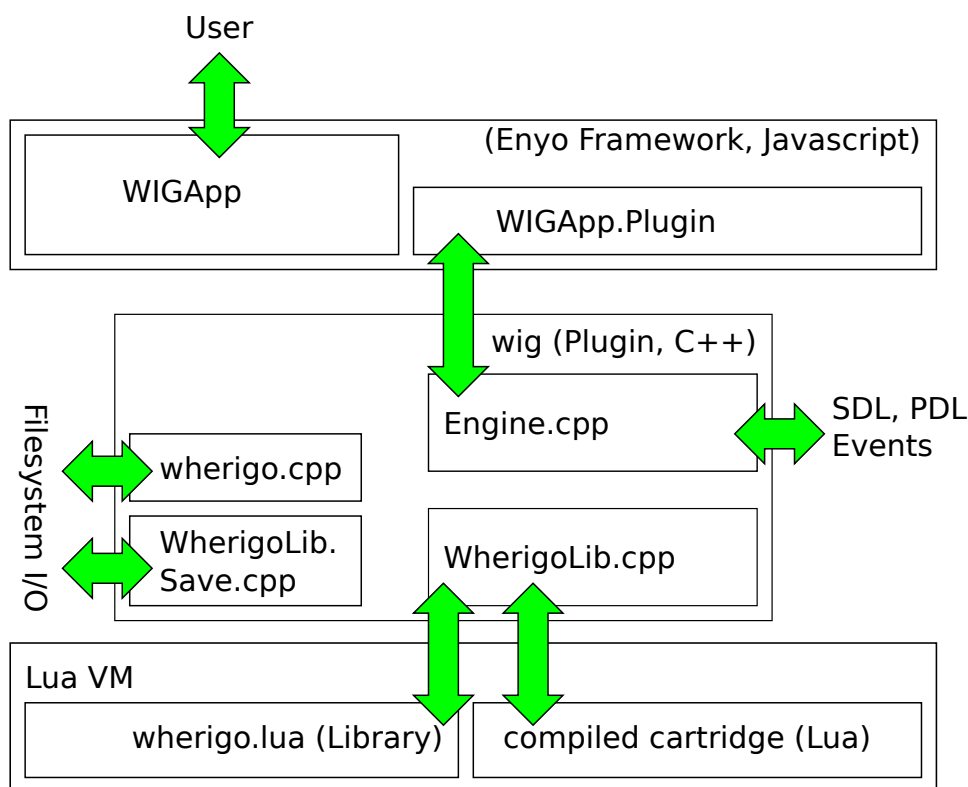 User
(Enyo Framework, Javascript)
WIGApp
WIGApp.Plugin
wig (Plugin, C++)
Engine.cpp
SDL, PDL
Events
Filesystem I/O
wherigo.cpp
WherigoLib.
Save.cpp
WherigoLib.cpp
Lua VM
wherigo.lua (Library)
compiled cartridge (Lua)